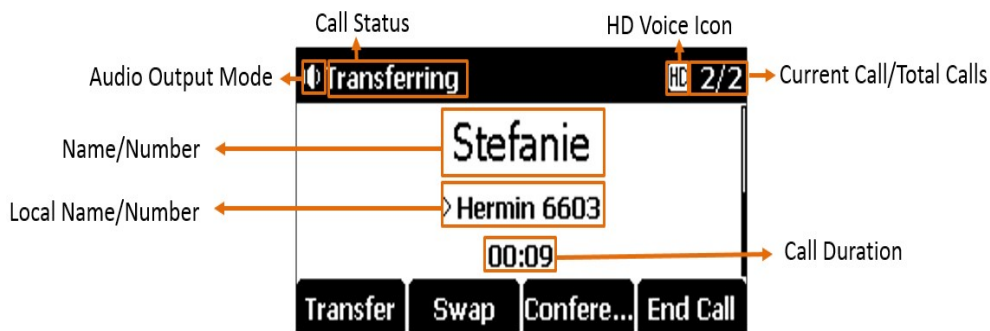 Call Status
HD Voice Icon
Audio Output Mode
Transferring
HD 2/2
Current Call/Total Calls
Name/Number
Stefanie
Local Name/Number
>Hermin 6603
00:09
Call Duration
Transfer Swap Confere... End Call